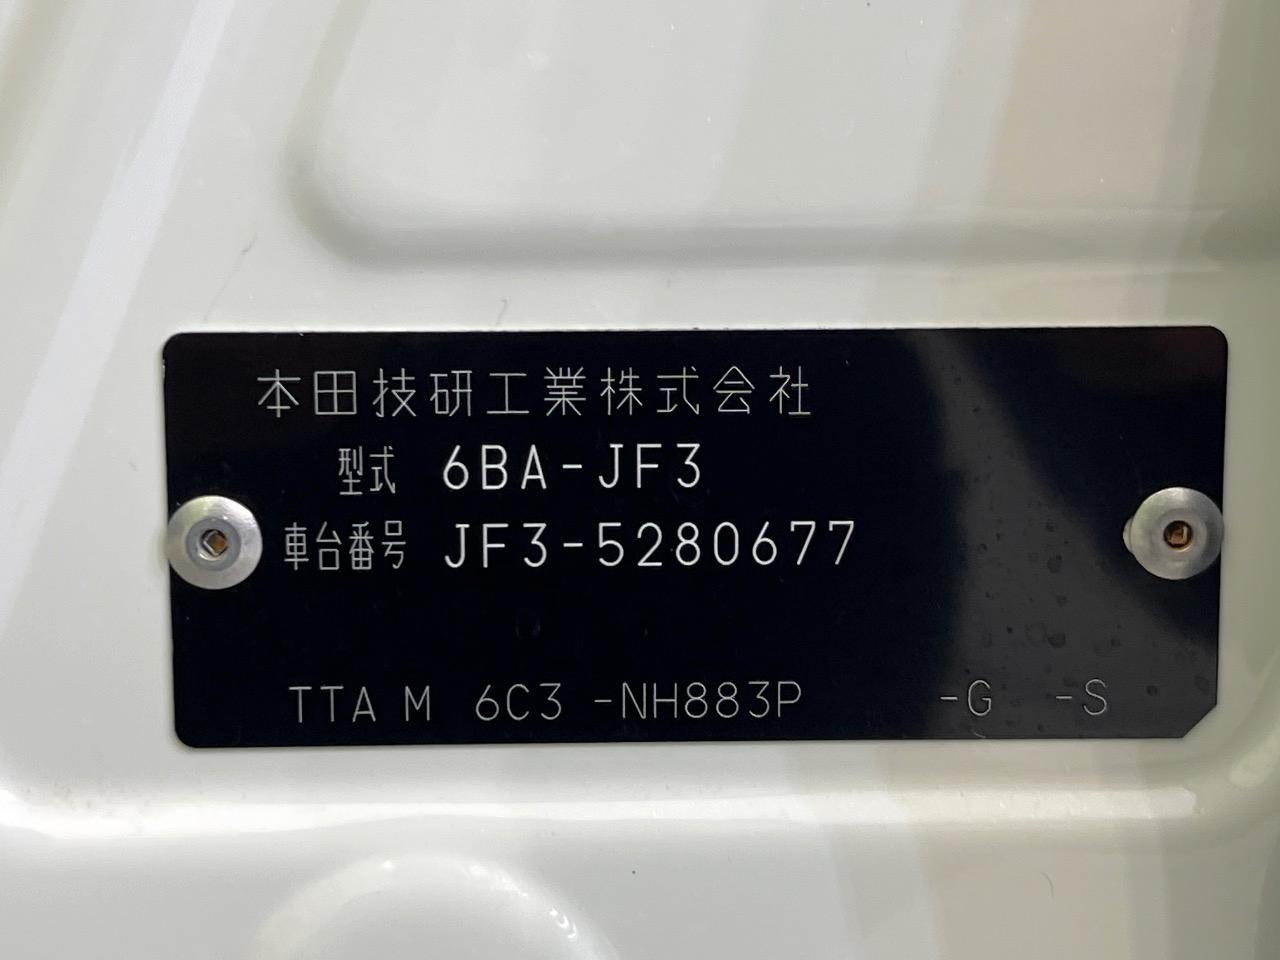 本田技研工業株式会社
型式 6BA-JF3
車台番号 JF3-5280677
TTA M 6C3 -NH883P -G -S